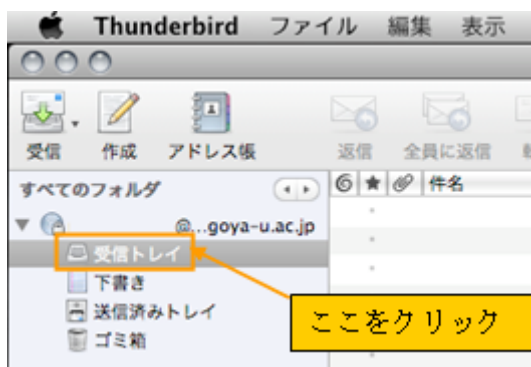 Thunderbird ファイル 編集 表示
受信 作成 アドレス帳 返信 全員に返信
すべてのフォルダ 件名
@...goya-u.ac.jp
受信トレイ
下書き
送信済みトレイ
ゴミ箱
ここをクリック